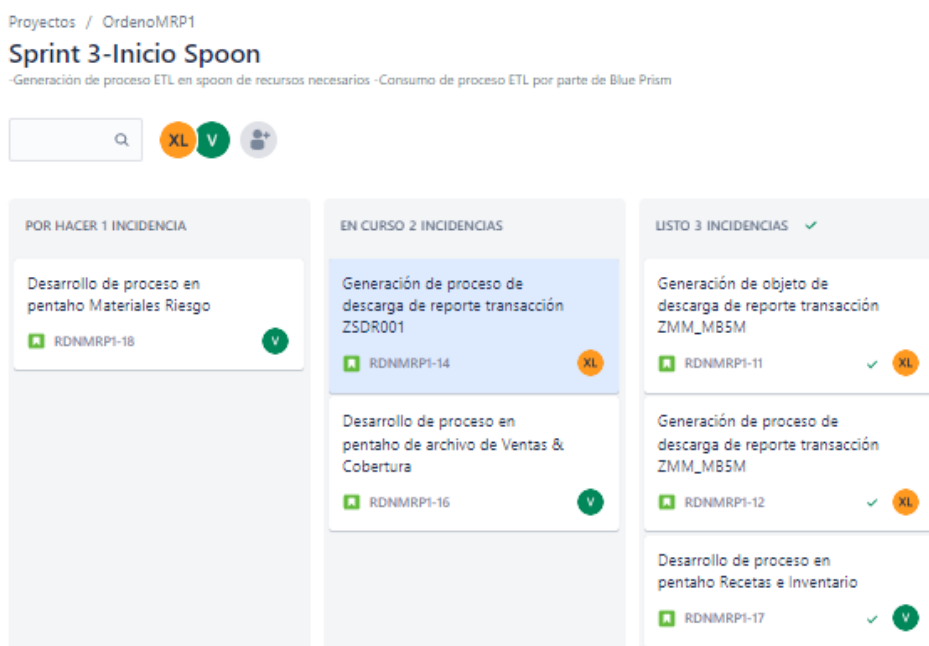 Proyectos / OrdenoMRP1
Sprint 3-Inicio Spoon
-Generación de proceso ETL en spoon de recursos necesarios -Consumo de proceso ETL por parte de Blue Prism
XL V
POR HACER 1 INCIDENCIA
Desarrollo de proceso en
pentaho Materiales Riesgo
RDNMRP1-18 V
EN CURSO 2 INCIDENCIAS
Generación de proceso de
descarga de reporte transacción
ZSDR001
RDNMRP1-14 XL
Desarrollo de proceso en
pentaho de archivo de Ventas &
Cobertura
RDNMRP1-16 V
LISTO 3 INCIDENCIAS
Generación de objeto de
descarga de reporte transacción
ZMM_MB5M
RDNMRP1-11 XL
Generación de proceso de
descarga de reporte transacción
ZMM_MB5M
RDNMRP1-12 XL
Desarrollo de proceso en
pentaho Recetas e Inventario
RDNMRP1-17 V